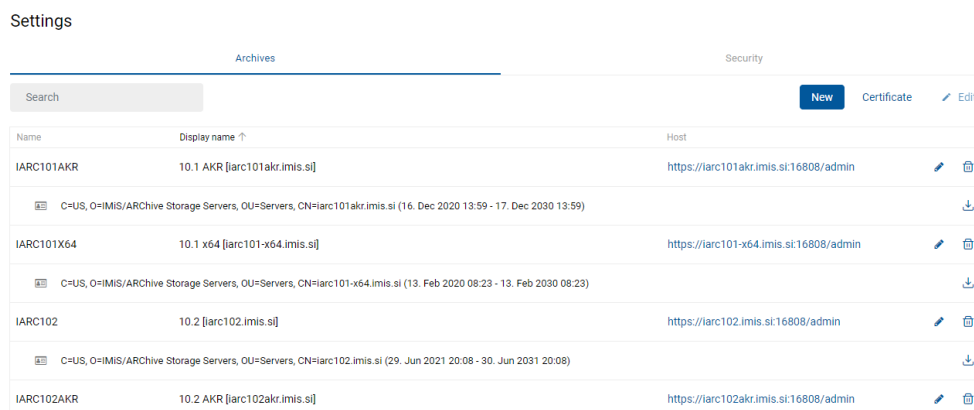 Settings
Archives Security
Search New Certificate Edit
Name Display name ↑ Host
IARC101AKR 10.1 AKR [iarc101akr.imis.si] https://iarc101akr.imis.si:16808/admin
C=US, O=IMiS/ARChive Storage Servers, OU=Servers, CN=iarc101akr.imis.si (16. Dec 2020 13:59 - 17. Dec 2030 13:59)
IARC101X64 10.1 x64 [iarc101-x64.imis.si] https://iarc101-x64.imis.si:16808/admin
C=US, O=IMiS/ARChive Storage Servers, OU=Servers, CN=iarc101-x64.imis.si (13. Feb 2020 08:23 - 13. Feb 2030 08:23)
IARC102 10.2 [iarc102.imis.si] https://iarc102.imis.si:16808/admin
C=US, O=IMiS/ARChive Storage Servers, OU=Servers, CN=iarc102.imis.si (29. Jun 2021 20:08 - 30. Jun 2031 20:08)
IARC102AKR 10.2 AKR [iarc102akr.imis.si] https://iarc102akr.imis.si:16808/admin